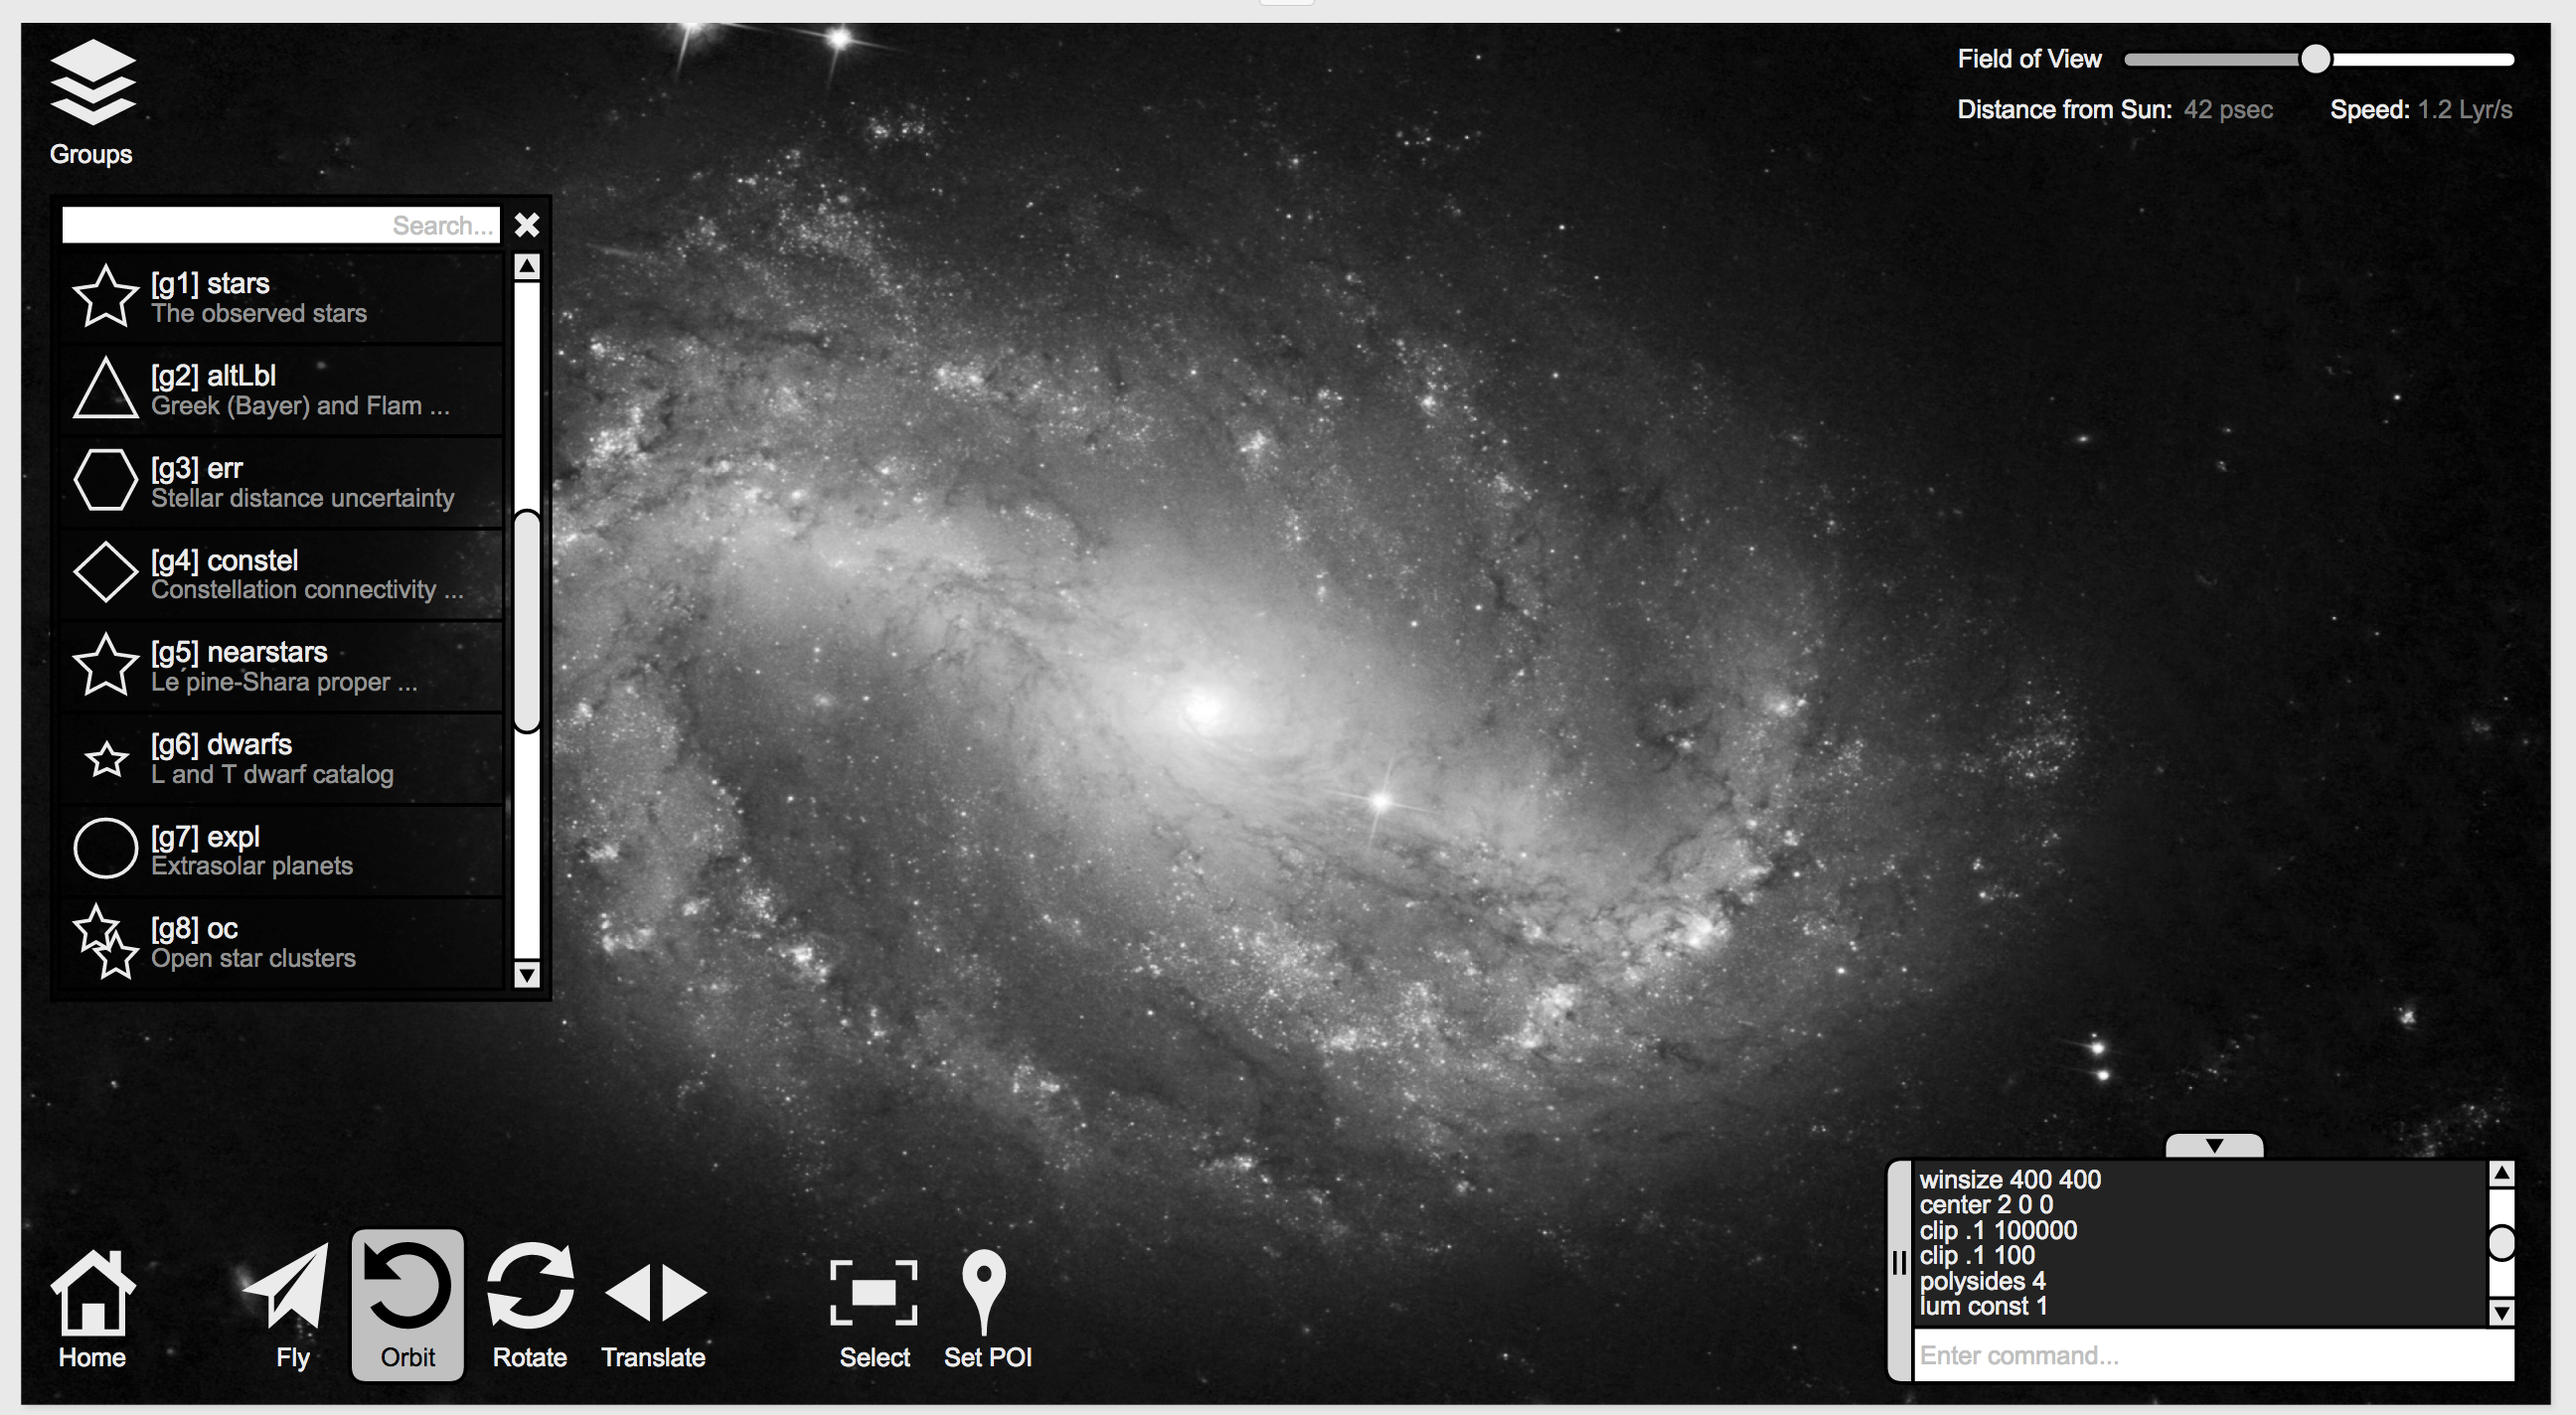 Groups
Field of View
Distance from Sun: 42 psec Speed: 1.2 Lyr/s
Search...
[g1] stars
The observed stars
[g2] altLbl
Greek (Bayer) and Flam ...
[g3] err
Stellar distance uncertainty
[g4] constel
Constellation connectivity ...
[g5] nearstars
Le ́pine-Shara proper ...
[g6] dwarfs
L and T dwarf catalog
[g7] expl
Extrasolar planets
[g8] oc
Open star clusters
winsize 400 400
center 2 0 0
clip .1 100000
clip .1 100
polysides 4
lum const 1
Enter command...
Home Fly Orbit Rotate Translate Select Set POI